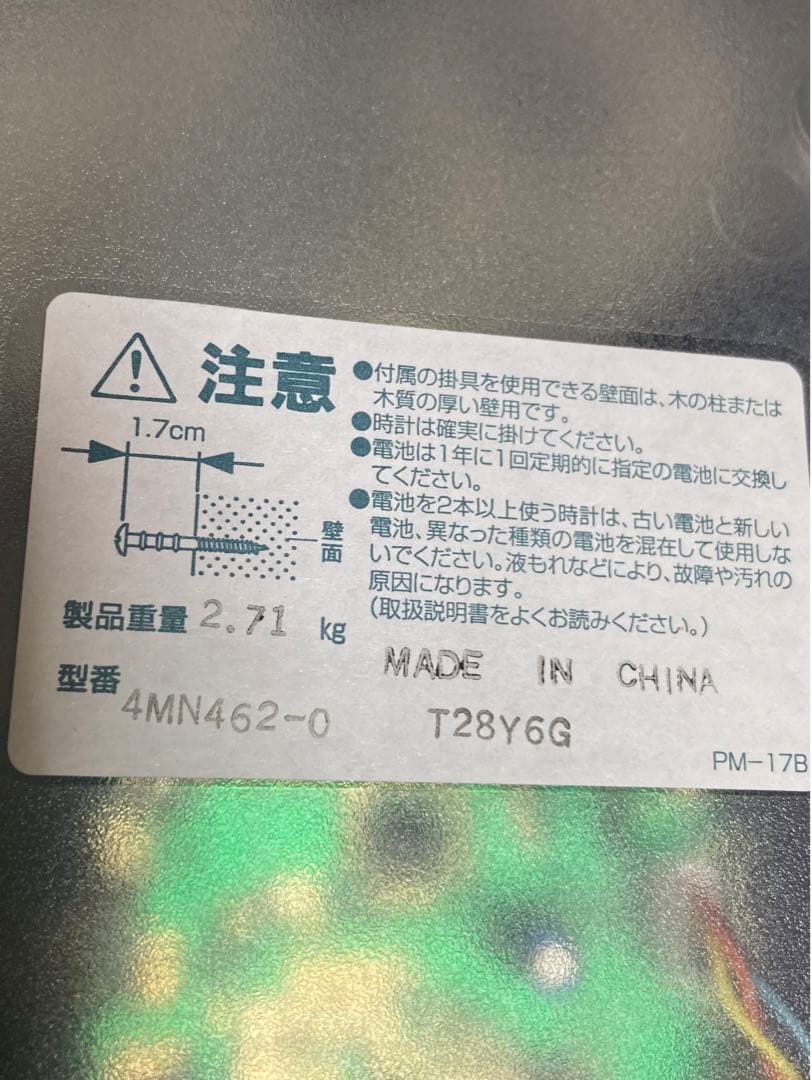 注意
1.7cm
壁
面
●付属の掛具を使用できる壁面は、木の柱または
木質の厚い壁用です。
●時計は確実に掛けてください。
●電池は1年に1回定期的に指定の電池に交換し
てください。
●電池を2本以上使う時計は、古い電池と新しい
電池、異なった種類の電池を混在して使用しな
いでください。液もれなどにより、故障や汚れの
原因になります。
(取扱説明書をよくお読みください。)
製品重量 2.71 kg
型番 4MN462-0
MADE IN CHINA
T28Y6G
PM-17B